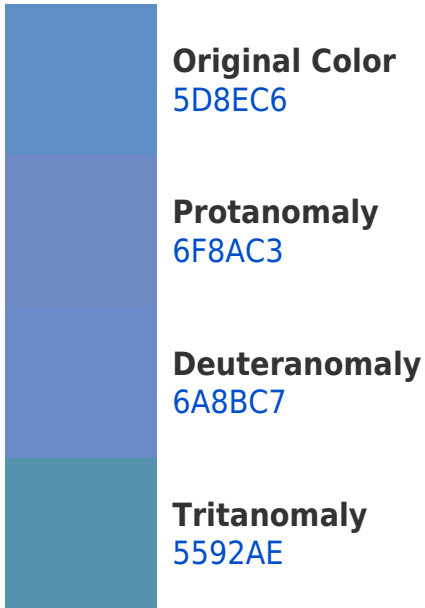 Original Color
5D8EC6
Protanomaly
6F8AC3
Deuteranomaly
6A8BC7
Tritanomaly
5592AE